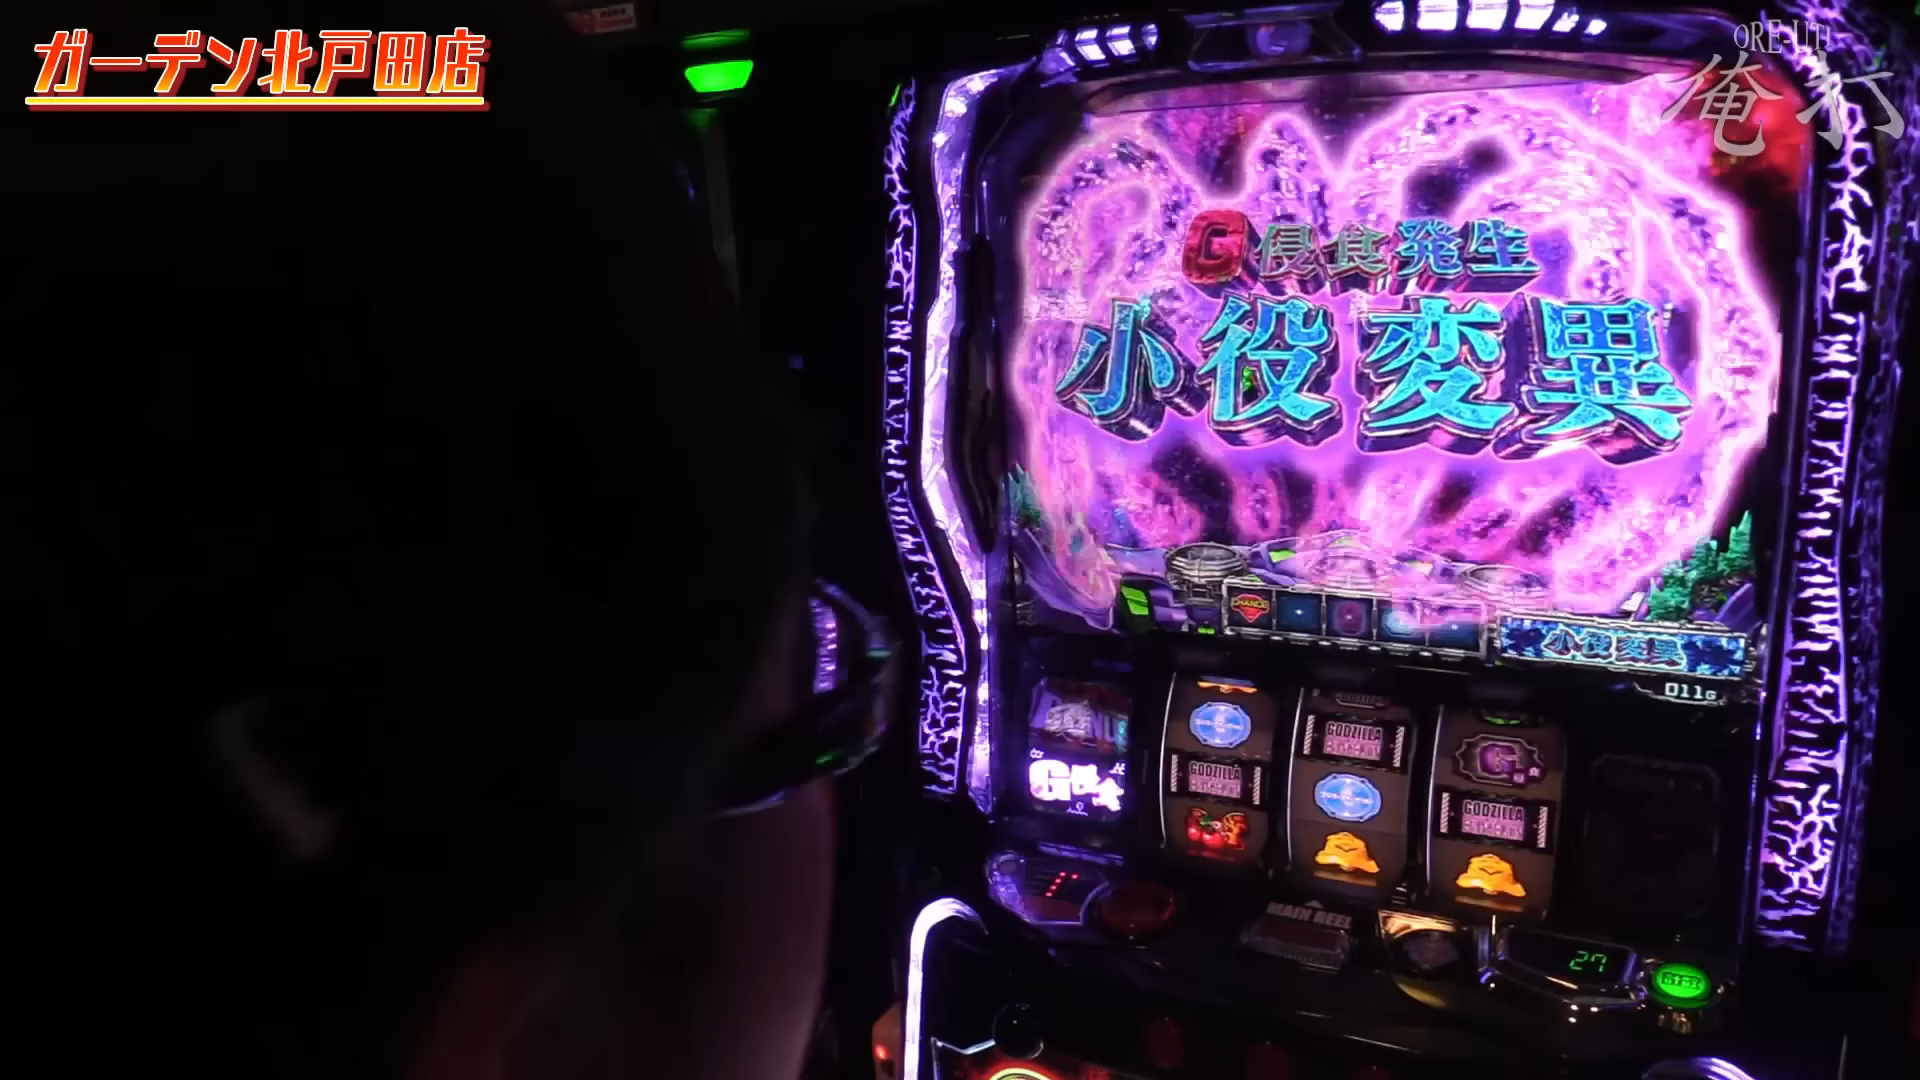 ガーデン北戸田店
ORE-UTI
俺打
G侵食発生
小役変異
CHANCE
小役変異
011G
GODZILLA
GODZILLA
GODZILLA
MAIN REEL
27